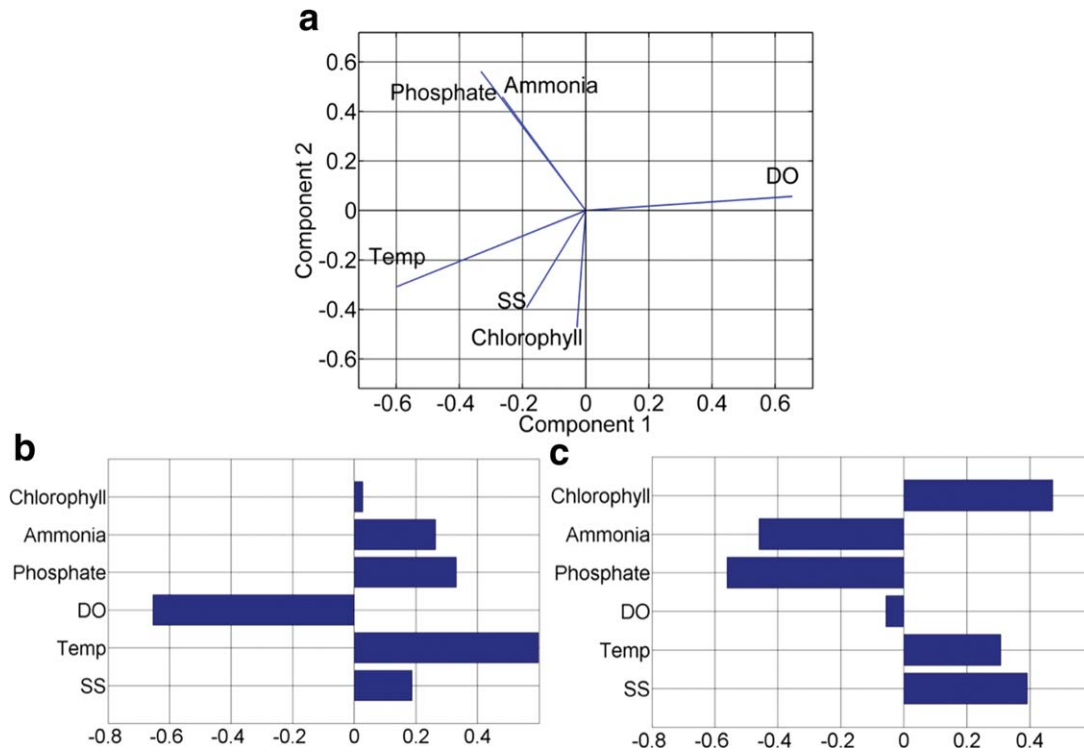 a
0.6
0.4
0.2
0
-0.2
-0.4
-0.6
Component 2
Phosphate
Ammonia
DO
Temp
SS
Chlorophyll
-0.6 -0.4 -0.2 0 0.2 0.4 0.6
Component 1
b
Chlorophyll
Ammonia
Phosphate
DO
Temp
SS
-0.8 -0.6 -0.4 -0.2 0 0.2 0.4
c
Chlorophyll
Ammonia
Phosphate
DO
Temp
SS
-0.8 -0.6 -0.4 -0.2 0 0.2 0.4